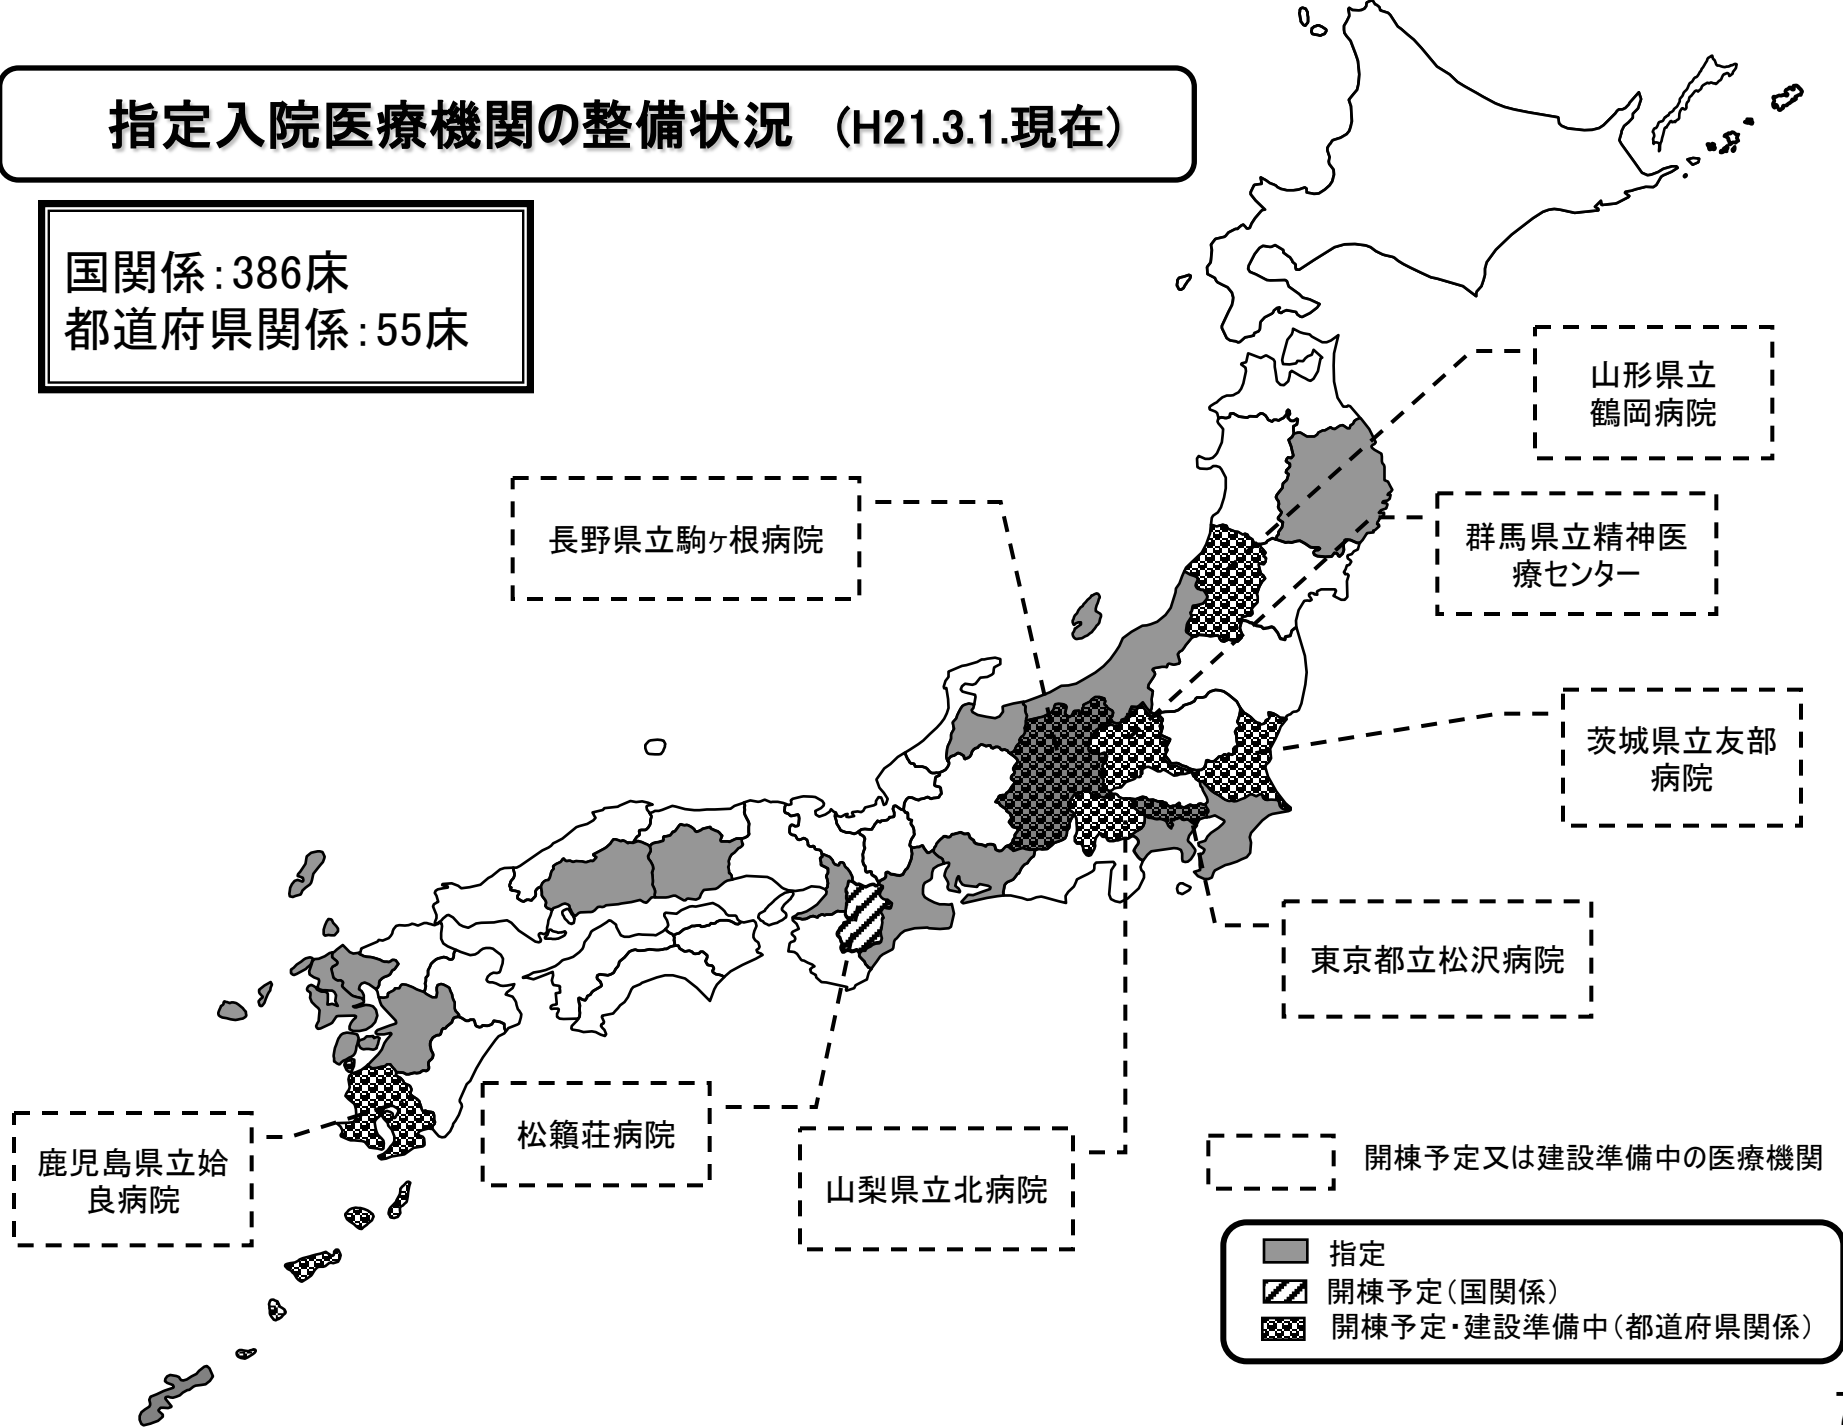 指定入院医療機関の整備状況 （H21.3.1.現在）
国関係：386床
都道府県関係：55床
山形県立
鶴岡病院
長野県立駒ヶ根病院
群馬県立精神医
療センター
茨城県立友部
病院
東京都立松沢病院
松籟荘病院
鹿児島県立姶
良病院
山梨県立北病院
開棟予定又は建設準備中の医療機関
指定
開棟予定（国関係）
開棟予定・建設準備中（都道府県関係）